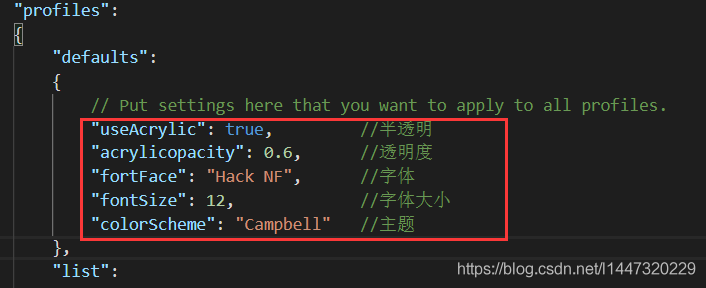 "profiles":
{
"defaults":
{
// Put settings here that you want to apply to all profiles.
"useAcrylic": true, //半透明
"acrylicopacity": 0.6, //透明度
"fortFace": "Hack NF", //字体
"fontSize": 12, //字体大小
"colorScheme": "Campbell" //主题
},
"list":
https://blog.csdn.net/l1447320229